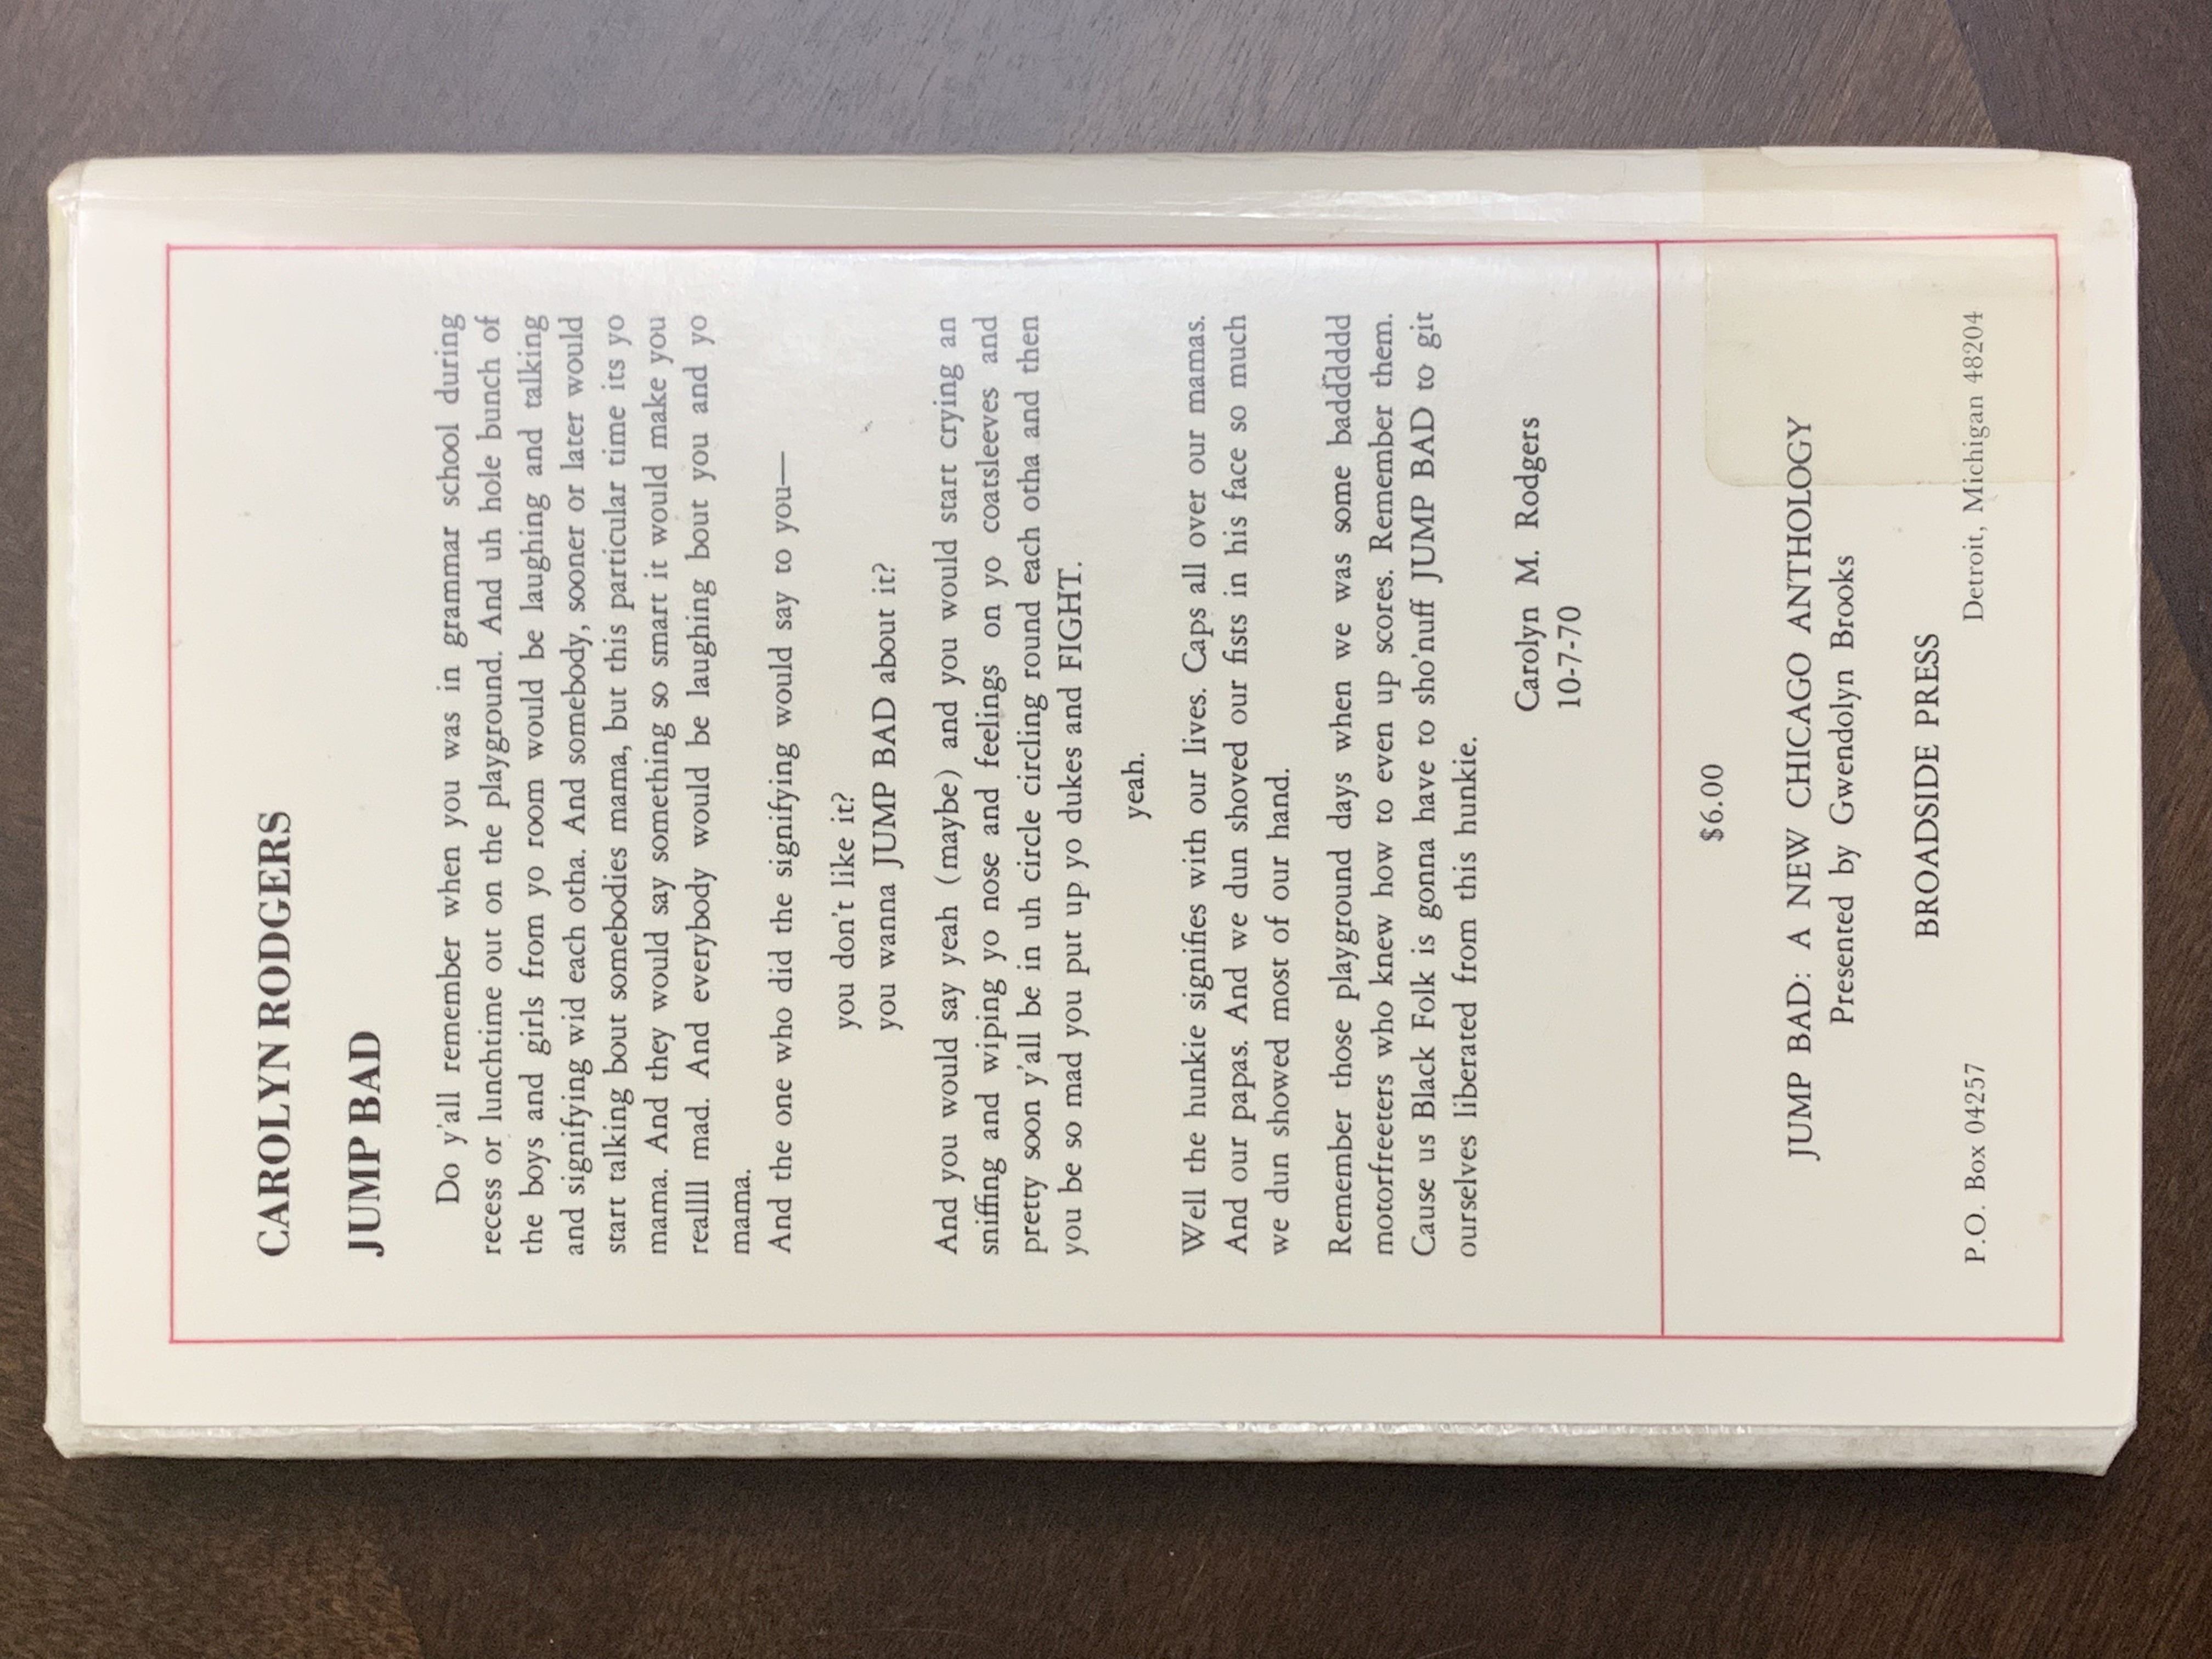 CAROLYN RODGERS
JUMP BAD
Do y'all remember when you was in grammar school during
recess or lunchtime out on the playground. And uh hole bunch of
the boys and girls from yo room would be laughing and talking
and signifying wid each otha. And somebody, sooner or later would
start talking bout somebodies mama, but this particular time its yo
mama. And they would say something so smart it would make you
reallll mad. And everybody would be laughing bout you and yo
mama.
And the one who did the signifying would say to you—
you don't like it?
you wanna JUMP BAD about it?
And you would say yeah (maybe) and you would start crying an
sniffing and wiping yo nose and feelings on yo coatsleeves and
pretty soon y'all be in uh circle circling round each otha and then
you be so mad you put up yo dukes and FIGHT.
yeah.
Well the hunkie signifies with our lives. Caps all over our mamas.
And our papas. And we dun shoved our fists in his face so much
we dun showed most of our hand.
Remember those playground days when we was some badddddd
motorfreeters who knew how to even up scores. Remember them.
Cause us Black Folk is gonna have to sho'nuff JUMP BAD to git
ourselves liberated from this hunkie.
Carolyn M. Rodgers
10-7-70
$6.00
JUMP BAD: A NEW CHICAGO ANTHOLOGY
Presented by Gwendolyn Brooks
BROADSIDE PRESS
P.O. Box 04257 Detroit, Michigan 48204